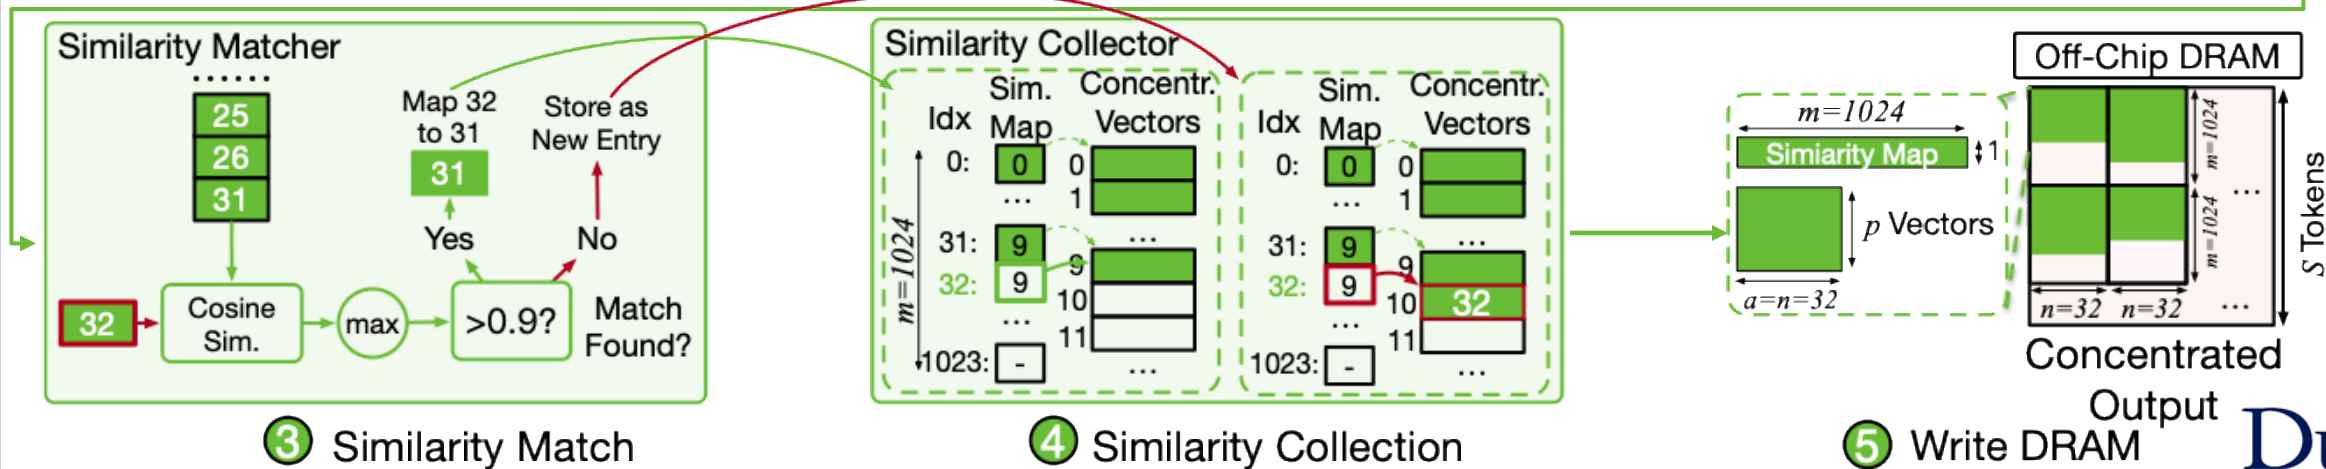 Similarity Matcher
......
25
26
31
Map 32
to 31
31
Store as
New Entry
Yes
No
32
Cosine
Sim.
max
>0.9?
Match
Found?
3 Similarity Match
Similarity Collector
Idx
Sim.
Map
Concentr.
Vectors
m=1024
0:
0
0
...
1
31:
9
...
32:
9
9
10
...
11
1023:
-
...
Idx
Sim.
Map
Concentr.
Vectors
0:
0
0
...
1
31:
9
...
32:
9
9
10
32
...
11
1023:
-
...
4 Similarity Collection
m=1024
Simiarity Map
1
p Vectors
a=n=32
Off-Chip DRAM
m=1024
m=1024
...
...
n=32
n=32
S Tokens
Concentrated
Output
5 Write DRAM